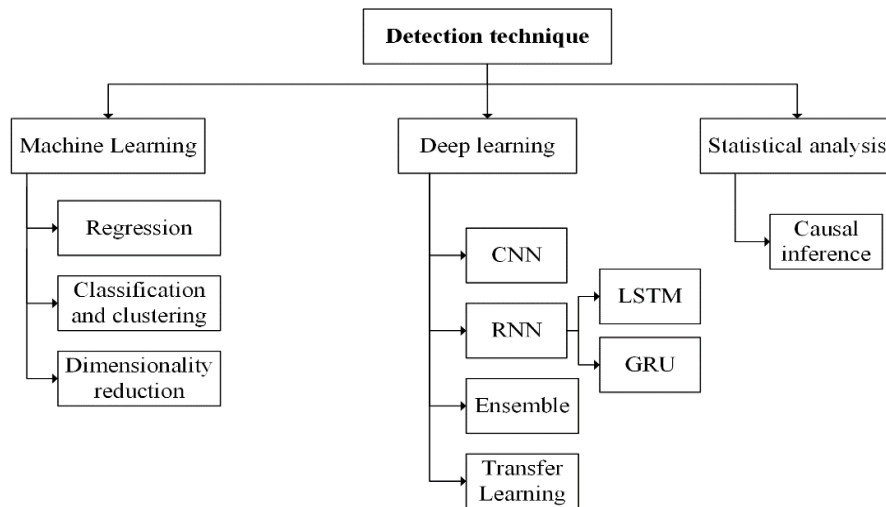 Detection technique
Machine Learning
Deep learning
Statistical analysis
Regression
Classification
and clustering
Dimensionality
reduction
CNN
RNN
LSTM
GRU
Ensemble
Transfer
Learning
Causal
inference